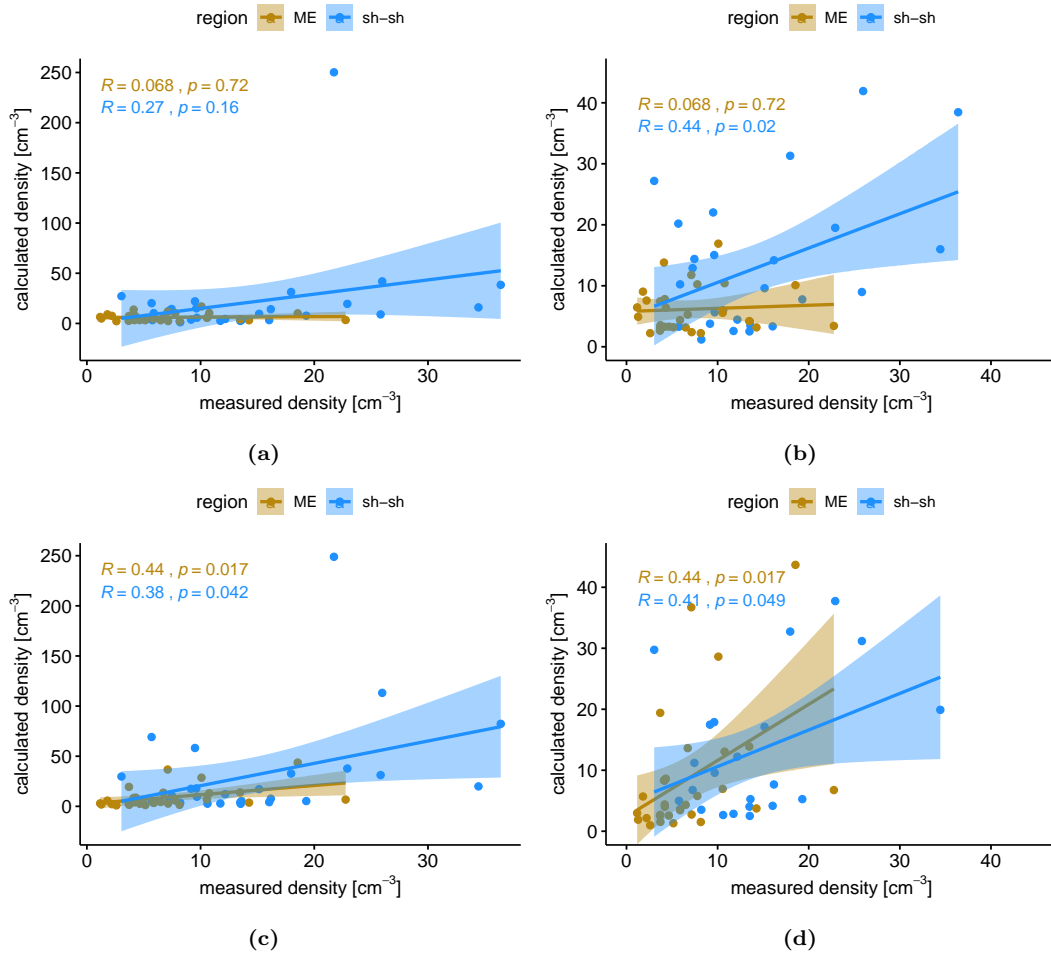 region ME sh−sh
R = 0.068 , p = 0.72
R = 0.27 , p = 0.16
250
200
150
100
50
0
0 10 20 30
calculated density [cm⁻³]
measured density [cm⁻³]
(a)
region ME sh−sh
R = 0.068 , p = 0.72
R = 0.44 , p = 0.02
40
30
20
10
0
0 10 20 30 40
calculated density [cm⁻³]
measured density [cm⁻³]
(b)
region ME sh−sh
R = 0.44 , p = 0.017
R = 0.38 , p = 0.042
250
200
150
100
50
0
0 10 20 30
calculated density [cm⁻³]
measured density [cm⁻³]
(c)
region ME sh−sh
R = 0.44 , p = 0.017
R = 0.41 , p = 0.049
40
30
20
10
0
0 10 20 30 40
calculated density [cm⁻³]
measured density [cm⁻³]
(d)